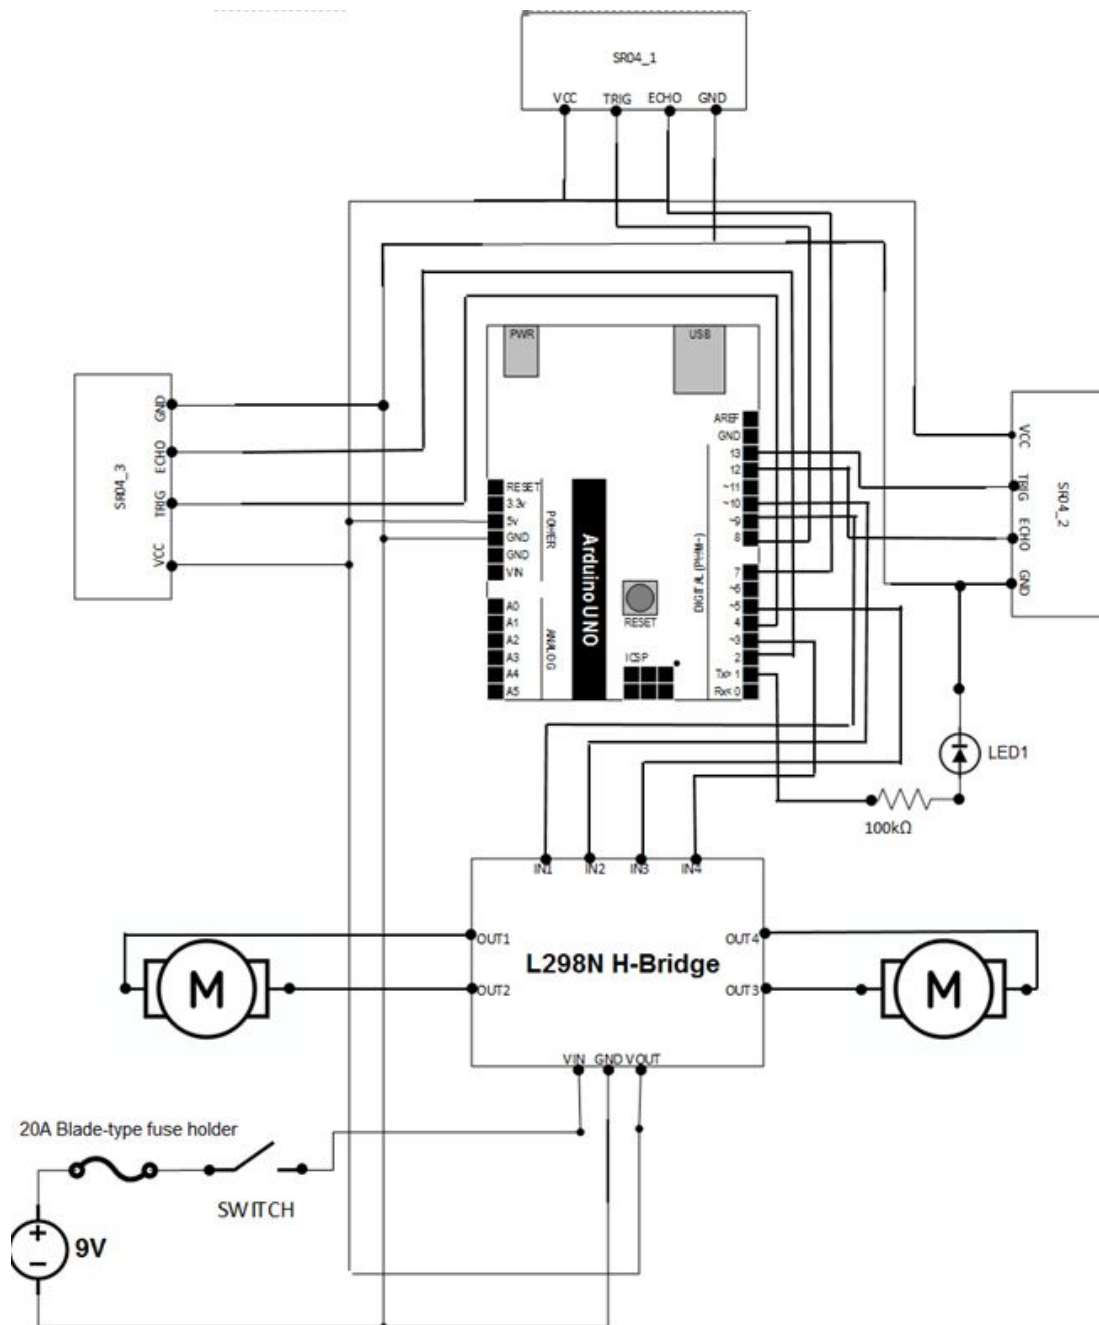 SR04_1
VCC TRIG ECHO GND
PWR USB
AREF
GND
13
12
~11
~10
~9
8
7
~6
~5
4
~3
2
Tx> 1
Rx< 0
DIGITAL (PWM~)
RESET
3.3v
5v
GND
GND
VIN
POWER
A0
A1
A2
A3
A4
A5
ANALOG
Arduino UNO
RESET
ICSP
SR04_3
GND
ECHO
TRIG
VCC
SR04_2
VCC
TRIG
ECHO
GND
LED1
100kΩ
IN1 IN2 IN3 IN4
OUT1 OUT4
L298N H-Bridge
OUT2 OUT3
M M
VIN GND VOUT
20A Blade-type fuse holder
SWITCH
9V